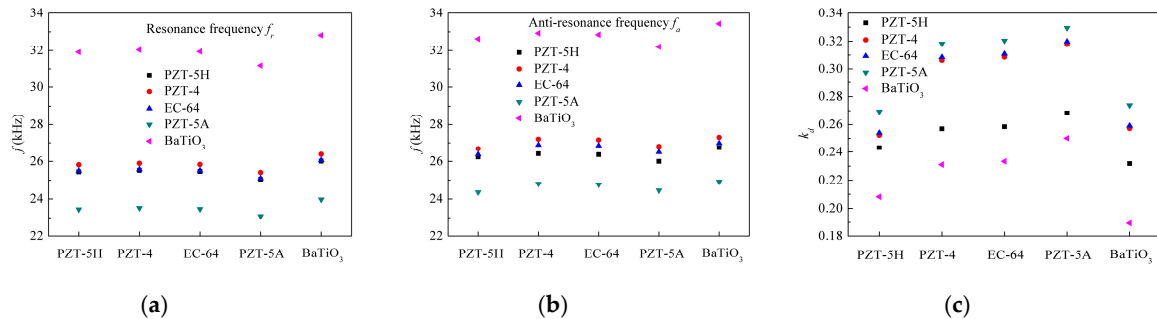 Resonance frequency fr
34
32
30
28
26
24
22
f (kHz)
PZT-5H
PZT-4
EC-64
PZT-5A
BaTiO3
PZT-5H PZT-4 EC-64 PZT-5A BaTiO3
(a)
Anti-resonance frequency fa
34
32
30
28
26
24
22
f (kHz)
PZT-5H
PZT-4
EC-64
PZT-5A
BaTiO3
PZT-5H PZT-4 EC-64 PZT-5A BaTiO3
(b)
0.34
0.32
0.30
0.28
0.26
0.24
0.22
0.20
0.18
kd
PZT-5H
PZT-4
EC-64
PZT-5A
BaTiO3
PZT-5H PZT-4 EC-64 PZT-5A BaTiO3
(c)